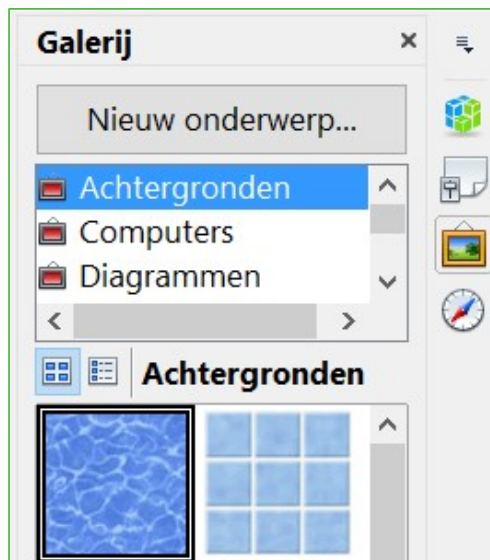 Galerij
Nieuw onderwerp...
Achtergronden
Computers
Diagrammen
Achtergronden